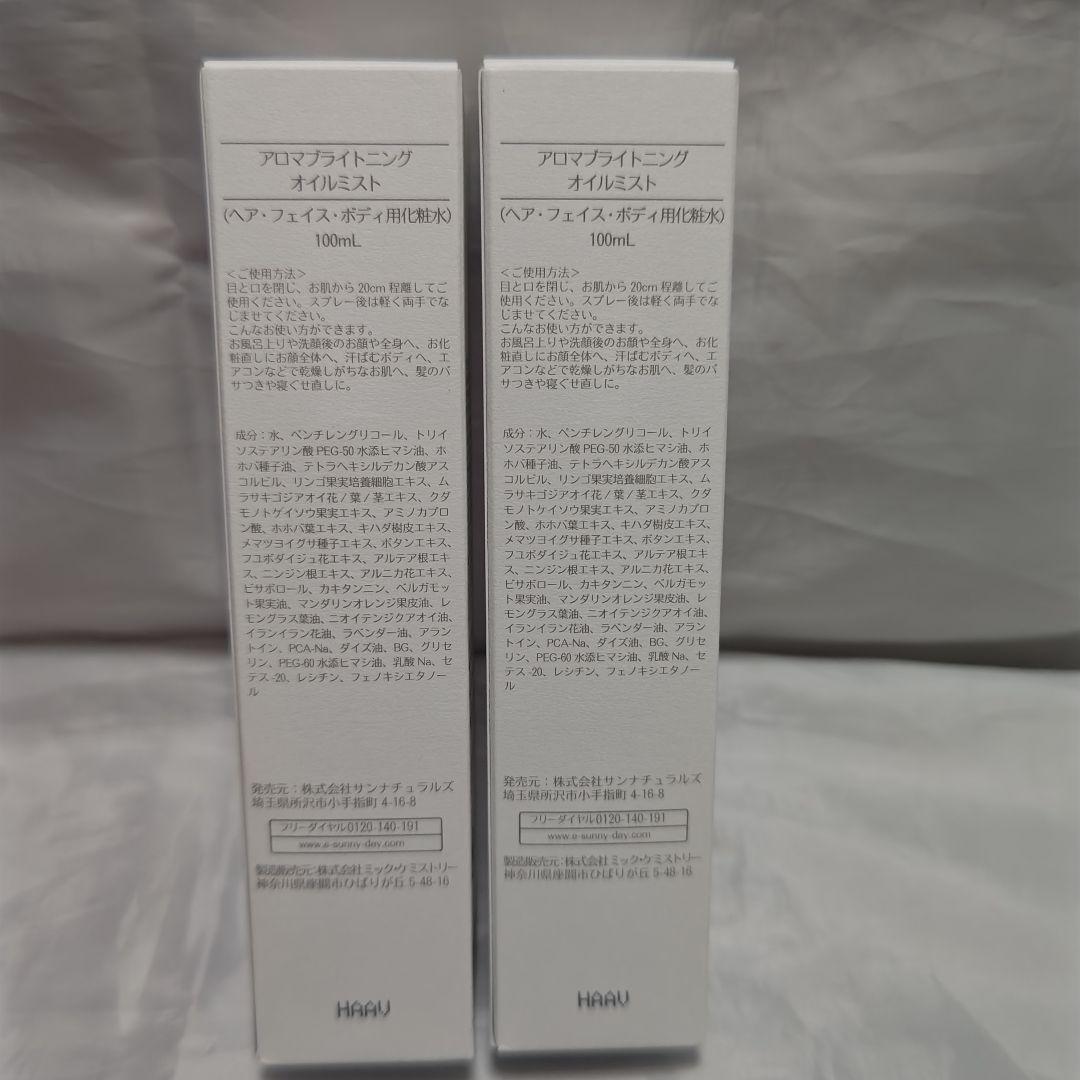 アロマブライトニング
オイルミスト
(ヘア・フェイス・ボディ用化粧水)
100mL
<ご使用方法>
目と口を閉じ、お肌から20cm程離してご
使用ください。スプレー後は軽く両手でな
じませてください。
こんなお使い方ができます。
お風呂上りや洗顔後のお顔や全身へ、お化
粧直しにお顔全体へ、汗ばむボディへ、エ
アコンなどで乾燥しがちなお肌へ、髪のパ
サつきや寝ぐせ直しに。
成分:水、ペンチレングリコール、トリイ
ソステアリン酸PEG-50水添ヒマシ油、ホ
ホバ種子油、テトラヘキシルデカン酸アス
コルビル、リンゴ果実培養細胞エキス、ム
ラサキゴジアオイ花/葉/茎エキス、クダ
モノトケイソウ果実エキス、アミノカプロ
ン酸、ホホバ葉エキス、キハダ樹皮エキス、
メマツヨイグサ種子エキス、ボタンエキス、
フユボダイジュ花エキス、アルテア根エキ
ス、ニンジン根エキス、アルニカ花エキス、
ビサボロール、カキタンニン、ベルガモッ
ト果実油、マンダリンオレンジ果皮油、レ
モングラス葉油、ニオイテンジクアオイ油、
イランイラン花油、ラベンダー油、アラン
トイン、PCA-Na、ダイズ油、BG、グリセ
リン、PEG-60水添ヒマシ油、乳酸Na、セ
テス-20、レシチン、フェノキシエタノー
ル
発売元:株式会社サンナチュラルズ
埼玉県所沢市小手指町4-16-8
フリーダイヤル0120-140-191
www.e-sunny-day.com
製造販売元:株式会社ミック・ケミストリー
神奈川県座間市ひばりが丘5-48-16
HAAV
アロマブライトニング
オイルミスト
(ヘア・フェイス・ボディ用化粧水)
100mL
<ご使用方法>
目と口を閉じ、お肌から20cm程離してご
使用ください。スプレー後は軽く両手でな
じませてください。
こんなお使い方ができます。
お風呂上りや洗顔後のお顔や全身へ、お化
粧直しにお顔全体へ、汗ばむボディへ、エ
アコンなどで乾燥しがちなお肌へ、髪のパ
サつきや寝ぐせ直しに。
成分:水、ペンチレングリコール、トリイ
ソステアリン酸PEG-50水添ヒマシ油、ホ
ホバ種子油、テトラヘキシルデカン酸アス
コルビル、リンゴ果実培養細胞エキス、ム
ラサキゴジアオイ花/葉/茎エキス、クダ
モノトケイソウ果実エキス、アミノカプロ
ン酸、ホホバ葉エキス、キハダ樹皮エキス、
メマツヨイグサ種子エキス、ボタンエキス、
フユボダイジュ花エキス、アルテア根エキ
ス、ニンジン根エキス、アルニカ花エキス、
ビサボロール、カキタンニン、ベルガモッ
ト果実油、マンダリンオレンジ果皮油、レ
モングラス葉油、ニオイテンジクアオイ油、
イランイラン花油、ラベンダー油、アラン
トイン、PCA-Na、ダイズ油、BG、グリセ
リン、PEG-60水添ヒマシ油、乳酸Na、セ
テス-20、レシチン、フェノキシエタノー
ル
発売元:株式会社サンナチュラルズ
埼玉県所沢市小手指町4-16-8
フリーダイヤル0120-140-191
www.e-sunny-day.com
製造販売元:株式会社ミック・ケミストリー
神奈川県座間市ひばりが丘5-48-16
HAAV